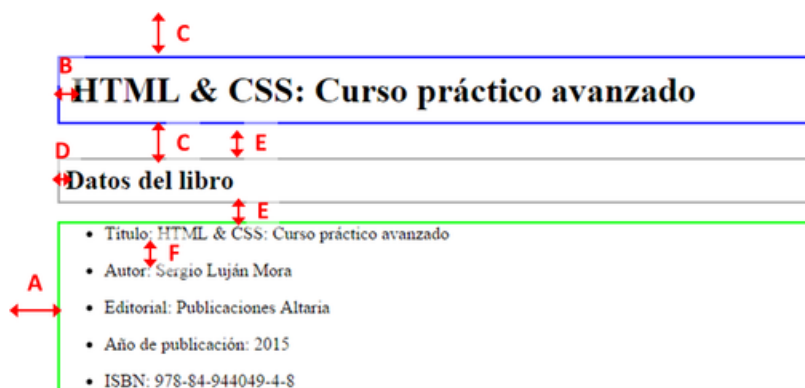 C
B
HTML & CSS: Curso práctico avanzado
C
E
D
Datos del libro
E
• Título: HTML & CSS: Curso práctico avanzado
F
• Autor: Sergio Luján Mora
A
• Editorial: Publicaciones Altaria
• Año de publicación: 2015
• ISBN: 978-84-944049-4-8